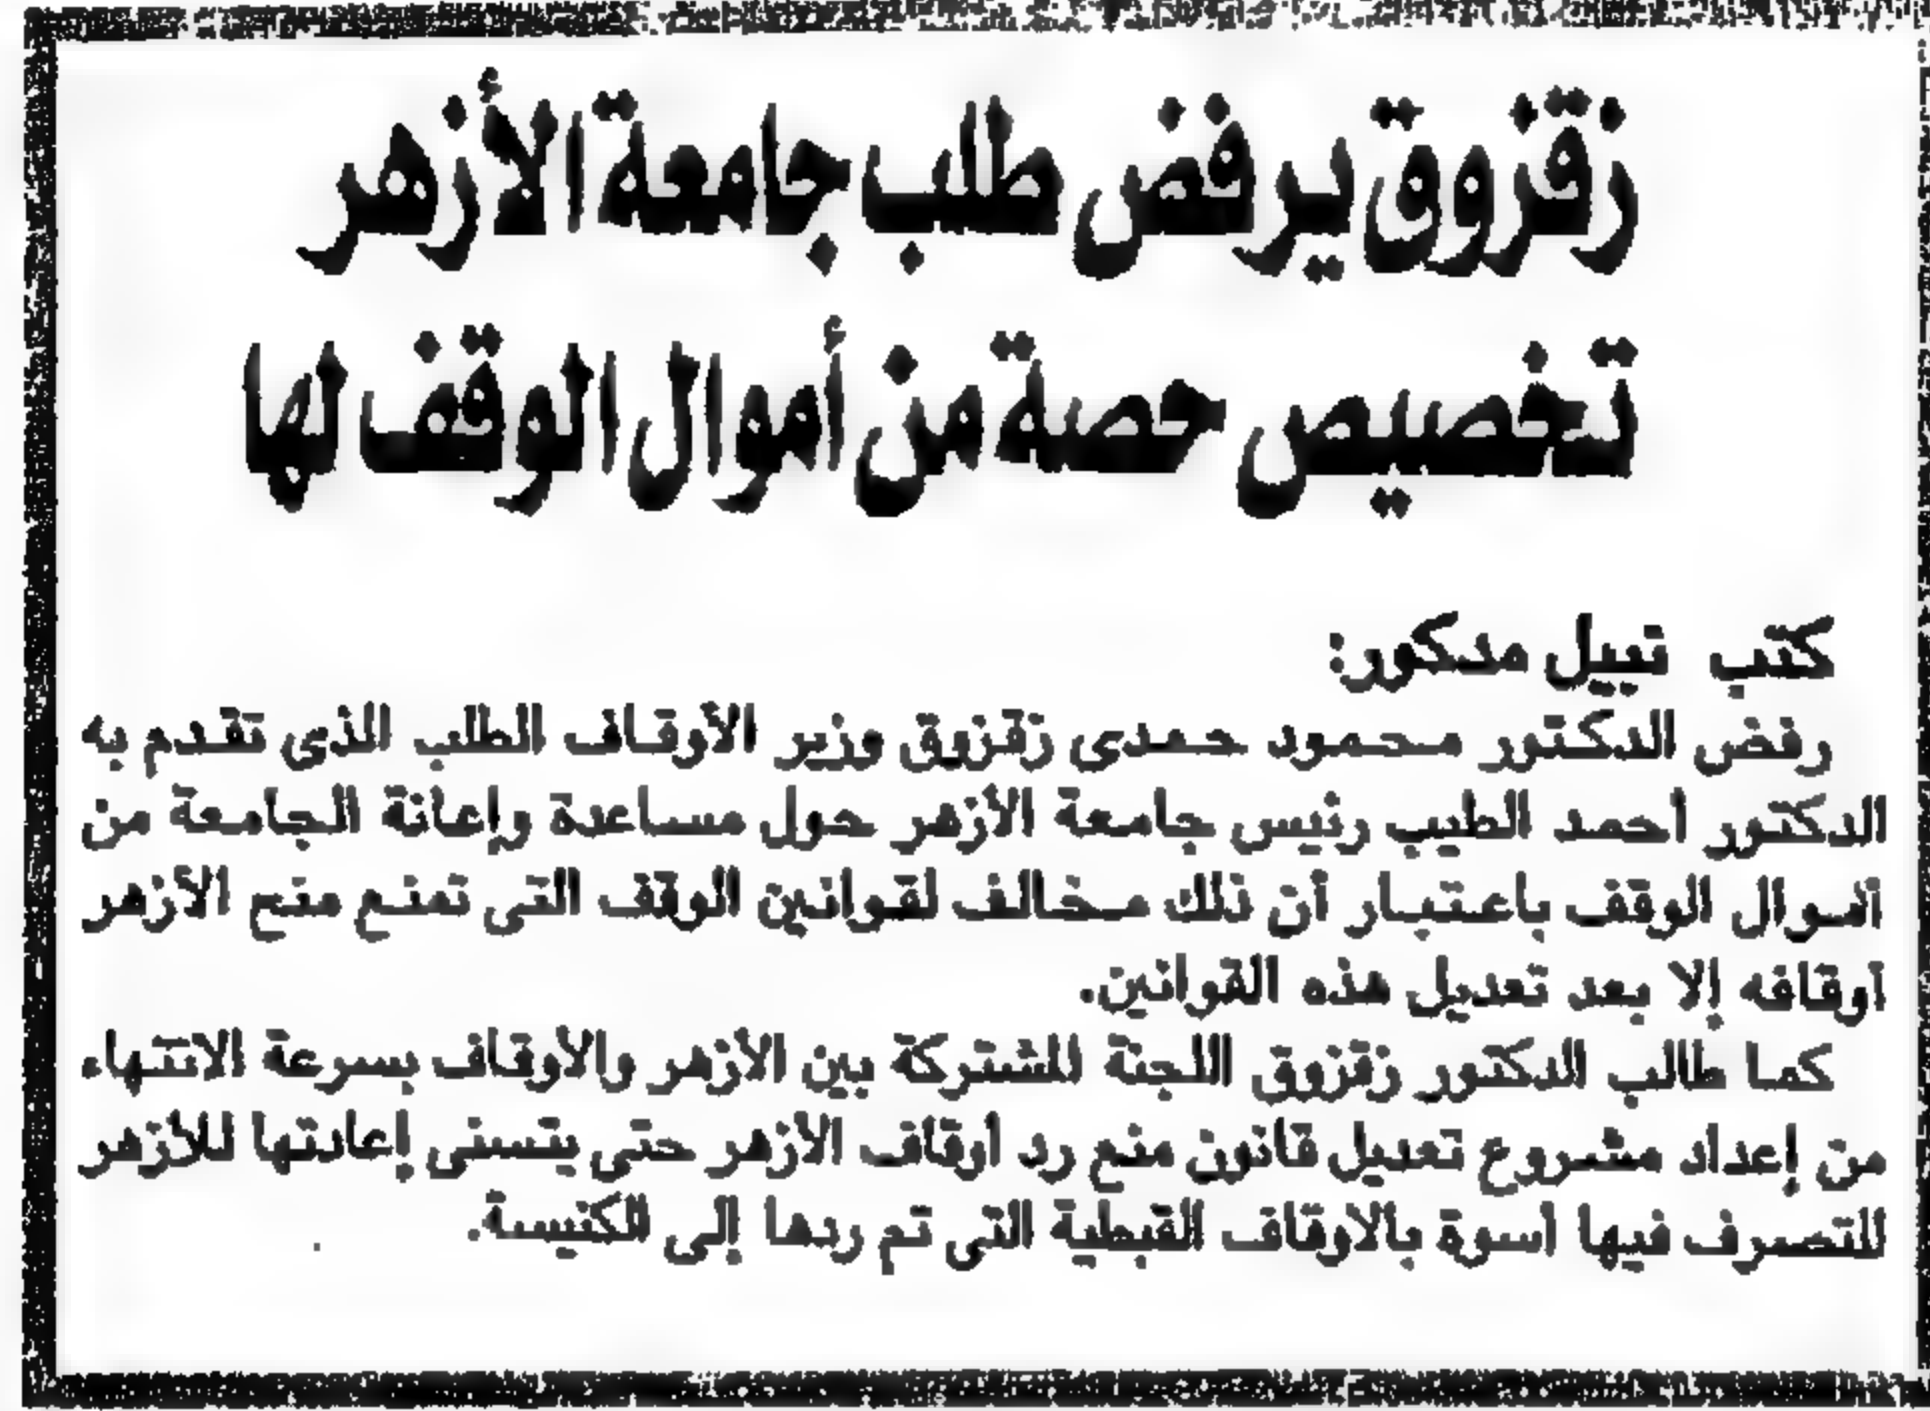 زقزوق يرفض طلب جامعة الأزهر
تخصيص حصة من أموال الوقف لها
كتب نبيل مدكور:
رفض الدكتور محمود حمدى زقزوق وزير الأوقاف الطلب الذى تقدم به
الدكتور أحمد الطيب رئيس جامعة الأزهر حول مساعدة وإعانة الجامعة من
أموال الوقف باعتبار أن ذلك مخالف لقوانين الوقف التى تمنع منح الأزهر
أوقافه إلا بعد تعديل هذه القوانين.
كما طالب الدكتور زقزوق اللجنة المشتركة بين الأزهر والأوقاف بسرعة الانتهاء
من إعداد مشروع تعديل قانون منع رد أوقاف الأزهر حتى يتسنى إعادتها للأزهر
للتصرف فيها أسوة بالأوقاف القبطية التى تم ردها إلى الكنيسة.